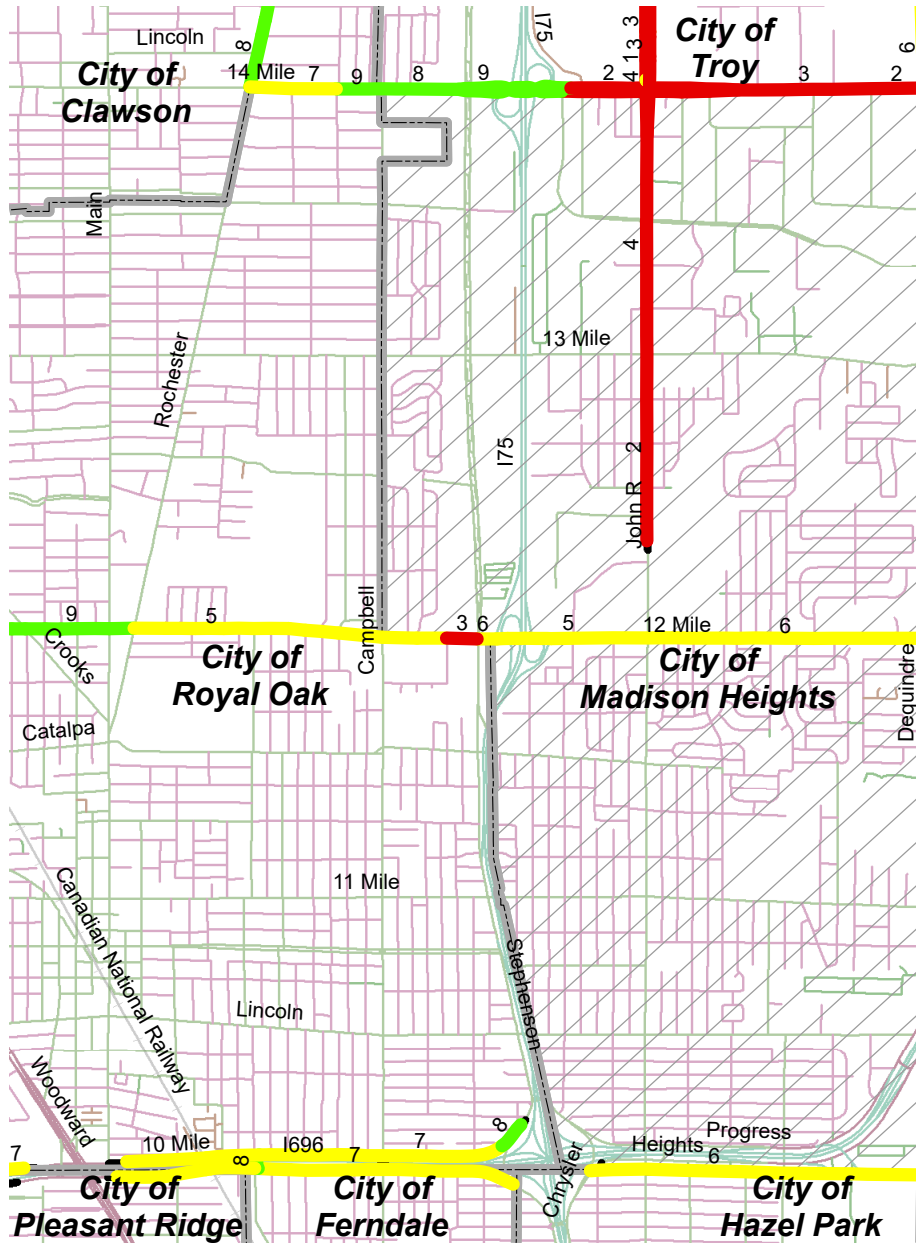 Lincoln
8
I75
3
3
1
4
City of
Troy
6
City of
Clawson
14 Mile
7
9
8
9
2
3
2
Main
4
13 Mile
Rochester
I75
2
John R
Campbell
9
5
3
6
5
12 Mile
6
Crooks
City of
Royal Oak
City of
Madison Heights
Dequindre
Catalpa
11 Mile
Canadian National Railway
Stephenson
Lincoln
Woodward
8
7
10 Mile
I696
7
Progress
Heights
8
7
Chrysler
6
City of
Pleasant Ridge
City of
Ferndale
City of
Hazel Park